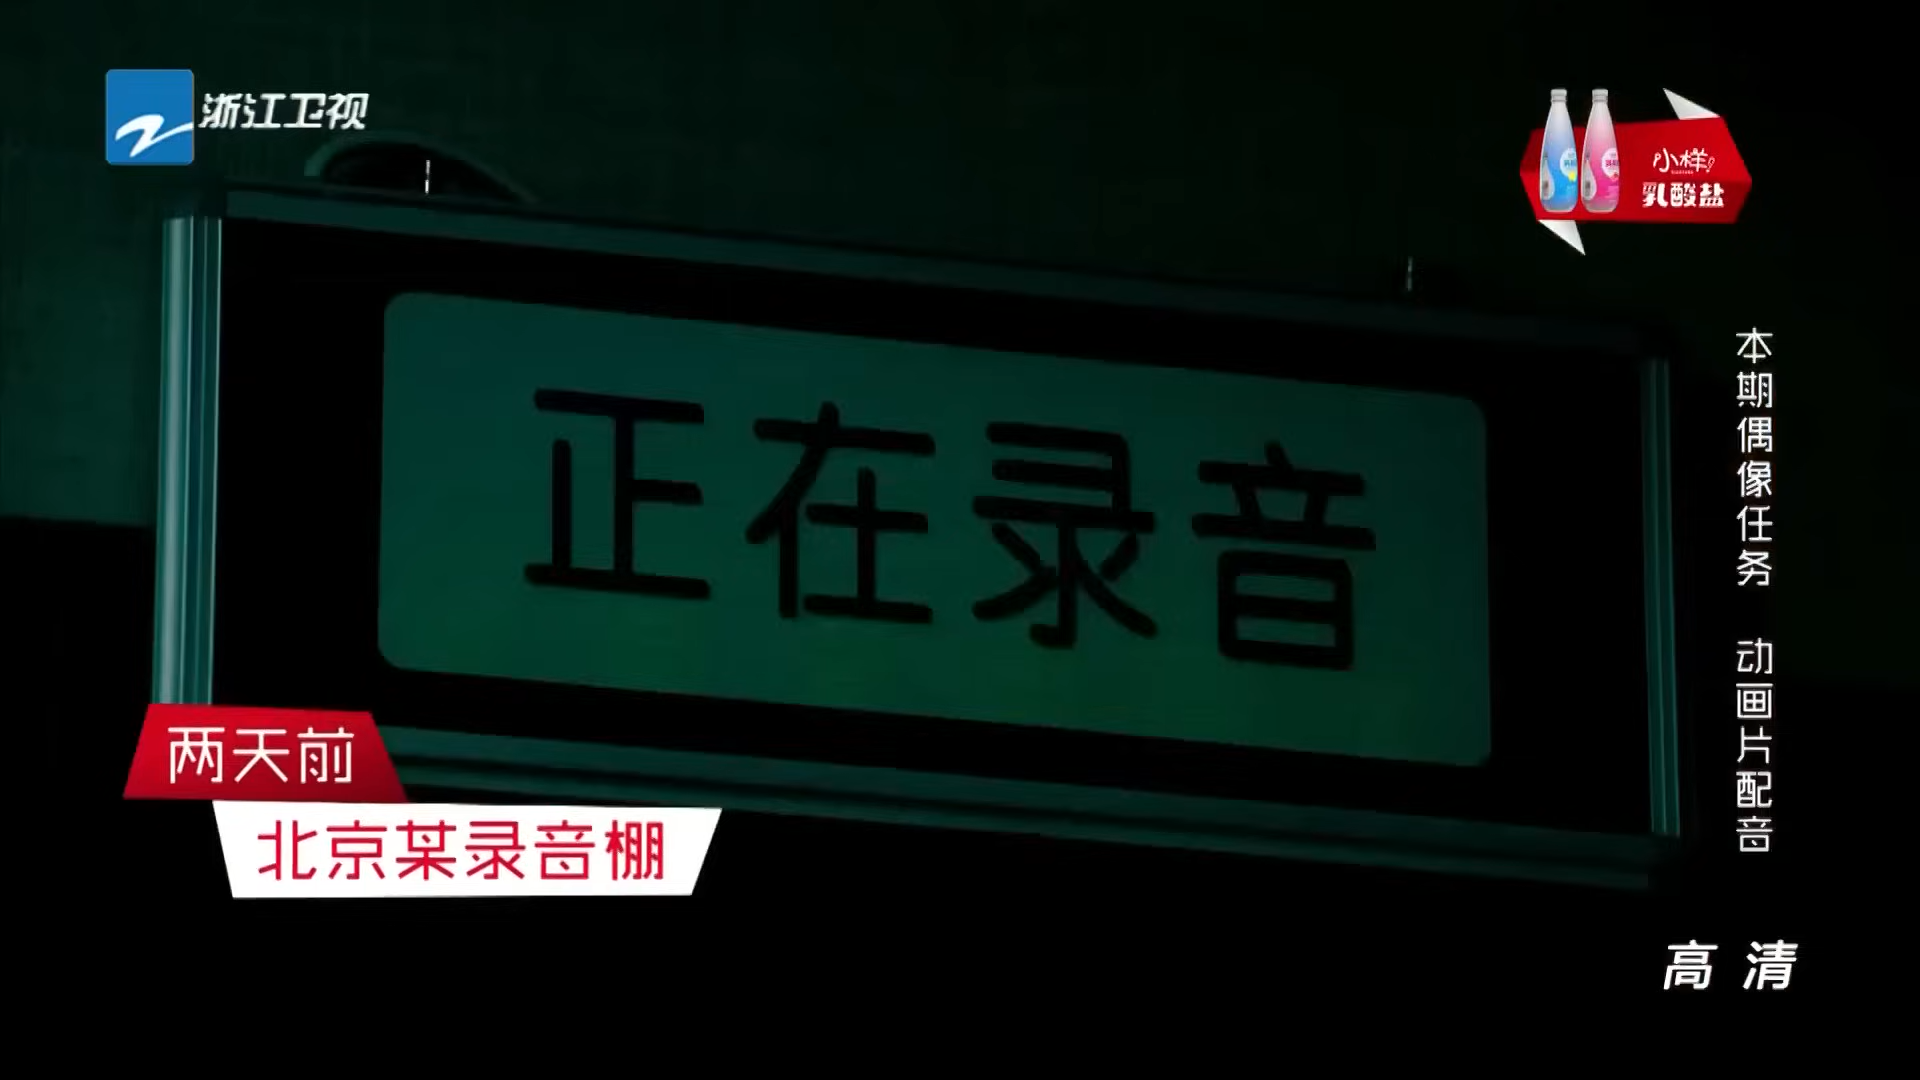 浙江卫视
小样
乳酸盐
正在录音
本期偶像任务 动画片配音
两天前
北京某录音棚
高清